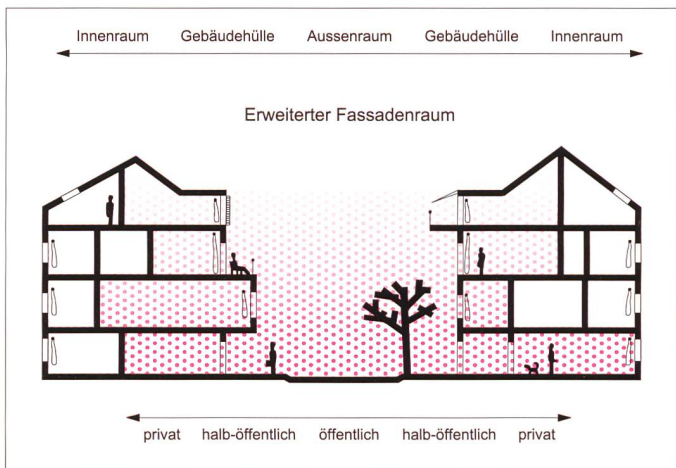 Innenraum Gebäudehülle Aussenraum Gebäudehülle Innenraum
Erweiterter Fassadenraum
privat halb-öffentlich öffentlich halb-öffentlich privat